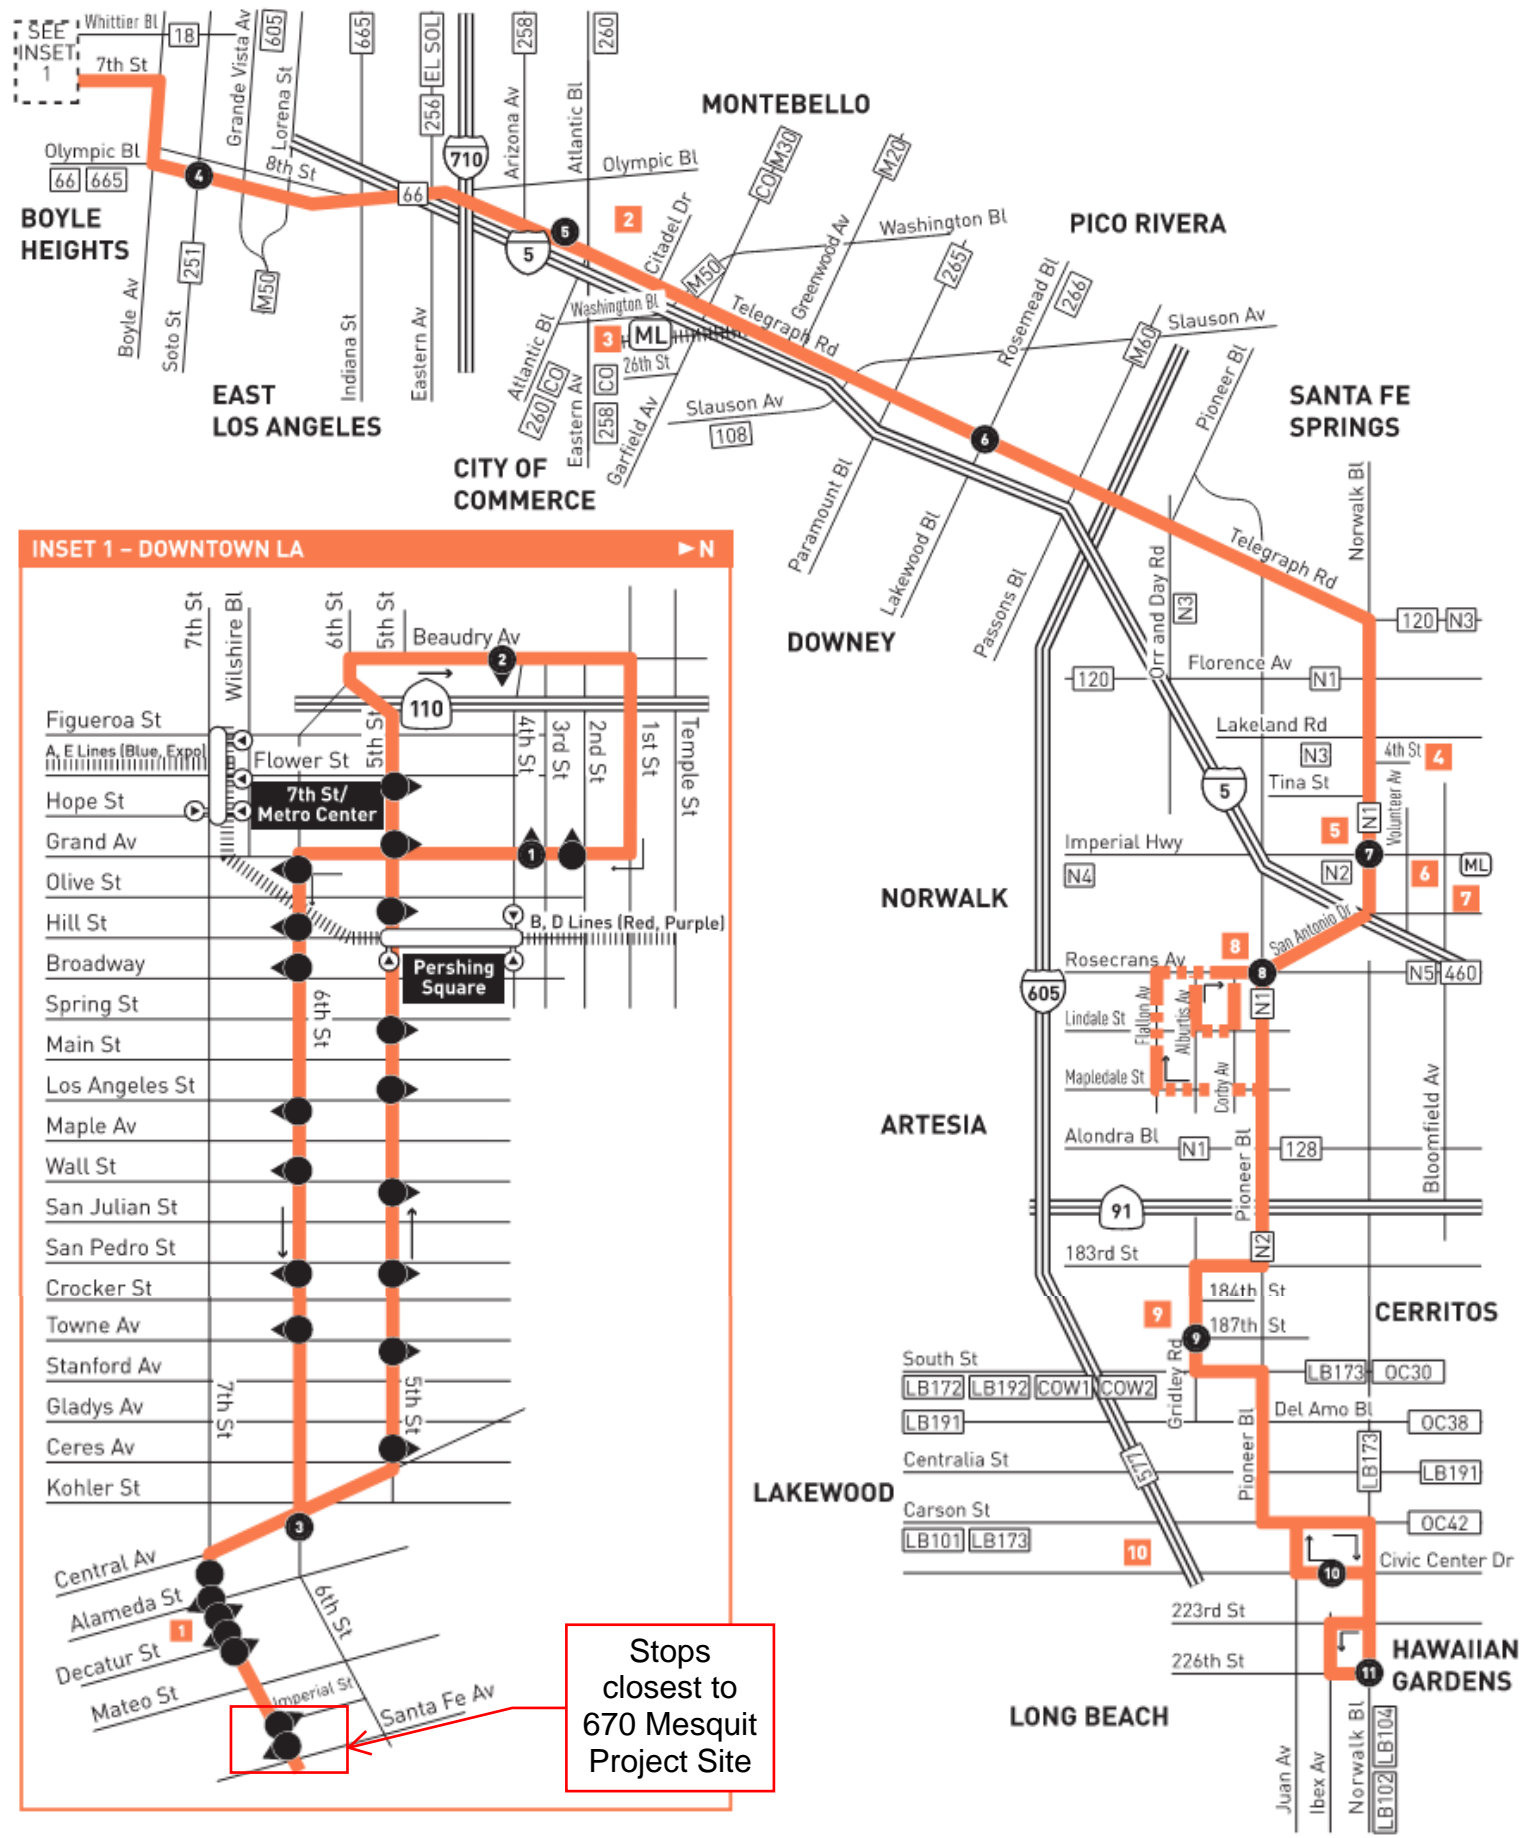 SEE
INSET
1
Whittier Bl
18
Grande Vista Av
605
Lorena St
665
256
EL SOL
258
260
7th St
Olympic Bl
66
665
8th St
4
66
710
Arizona Av
Atlantic Bl
Olympic Bl
MONTEBELLO
CO
M30
M20
BOYLE
HEIGHTS
251
M50
Boyle Av
Soto St
Indiana St
Eastern Av
5
5
2
Citadel Dr
M50
Washington Bl
Greenwood Av
Washington Bl
265
PICO RIVERA
Rosemead Bl
266
Telegraph Rd
3
ML
26th St
Atlantic Bl
260
CO
Eastern Av
258
CO
Garfield Av
Slauson Av
108
M60
Slauson Av
Pioneer Bl
EAST
LOS ANGELES
CITY OF
COMMERCE
6
SANTA FE
SPRINGS
Paramount Bl
Lakewood Bl
Passons Bl
DOWNEY
Orr and Day Rd
N3
Telegraph Rd
Norwalk Bl
120
N3
Florence Av
120
N1
Lakeland Rd
N3
4th St
4
Tina St
Volunteer Av
5
N1
5
Imperial Hwy
7
N4
N2
6
ML
7
NORWALK
San Antonio Dr
8
Rosecrans Av
8
N5
460
605
N1
Flallon Av
Alburtis Av
Lindale St
Mapledale St
Corby Av
ARTESIA
Alondra Bl
N1
128
Pioneer Bl
Bloomfield Av
91
183rd St
N2
184th St
9
187th St
9
CERRITOS
South St
LB172
LB192
COW1
COW2
Gridley Rd
LB173
OC30
LB191
Del Amo Bl
OC38
Pioneer Bl
LB173
Centralia St
577
LB191
LAKEWOOD
Carson St
LB101
LB173
OC42
10
10
Civic Center Dr
223rd St
226th St
11
HAWAIIAN
GARDENS
LONG BEACH
Juan Av
Ibex Av
Norwalk Bl
LB102
LB104
INSET 1 – DOWNTOWN LA
N
7th St
Wilshire Bl
6th St
5th St
Beaudry Av
2
110
Figueroa St
A, E Lines (Blue, Expo)
Flower St
5th St
4th St
3rd St
2nd St
1st St
Temple St
Hope St
7th St/
Metro Center
Grand Av
1
Olive St
Hill St
B, D Lines (Red, Purple)
Broadway
Pershing
Square
Spring St
6th St
Main St
Los Angeles St
Maple Av
Wall St
San Julian St
San Pedro St
Crocker St
Towne Av
Stanford Av
7th St
5th St
Gladys Av
Ceres Av
Kohler St
3
Central Av
Alameda St
1
6th St
Decatur St
Mateo St
Imperial St
Santa Fe Av
Stops
closest to
670 Mesquit
Project Site